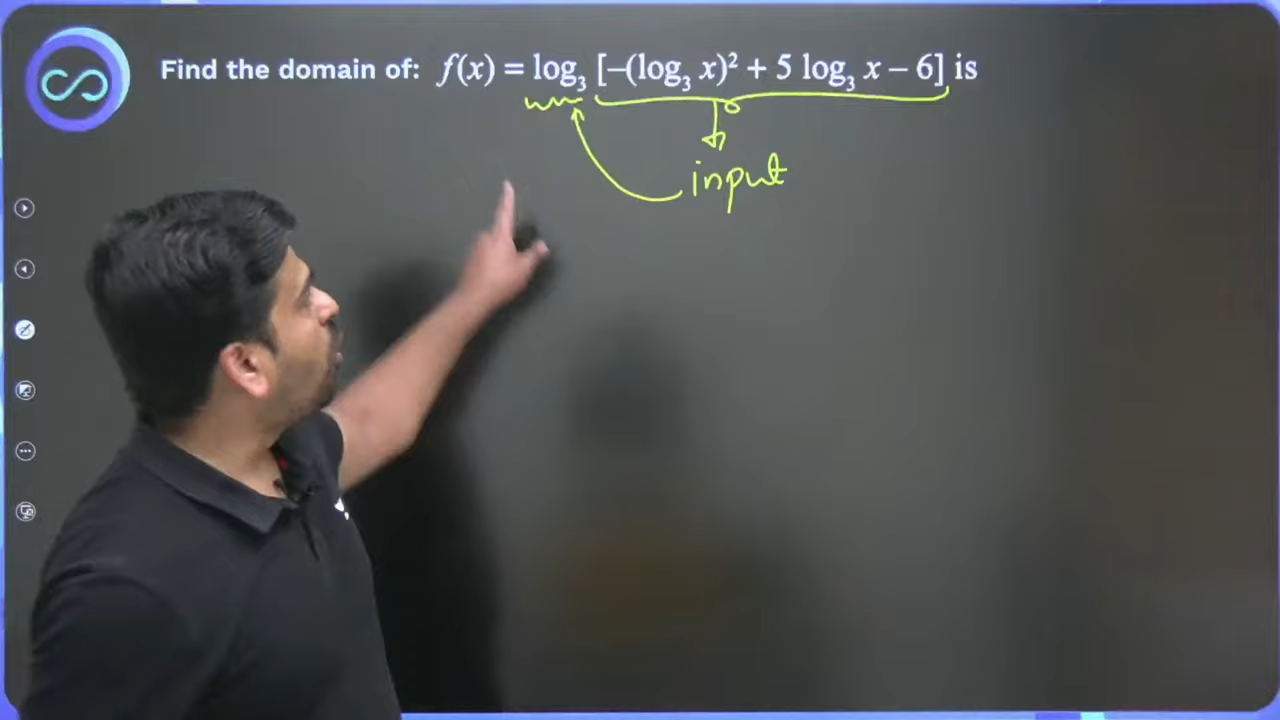 Find the domain of: f(x) = log₃ [–(log₃ x)² + 5 log₃ x – 6] is
input